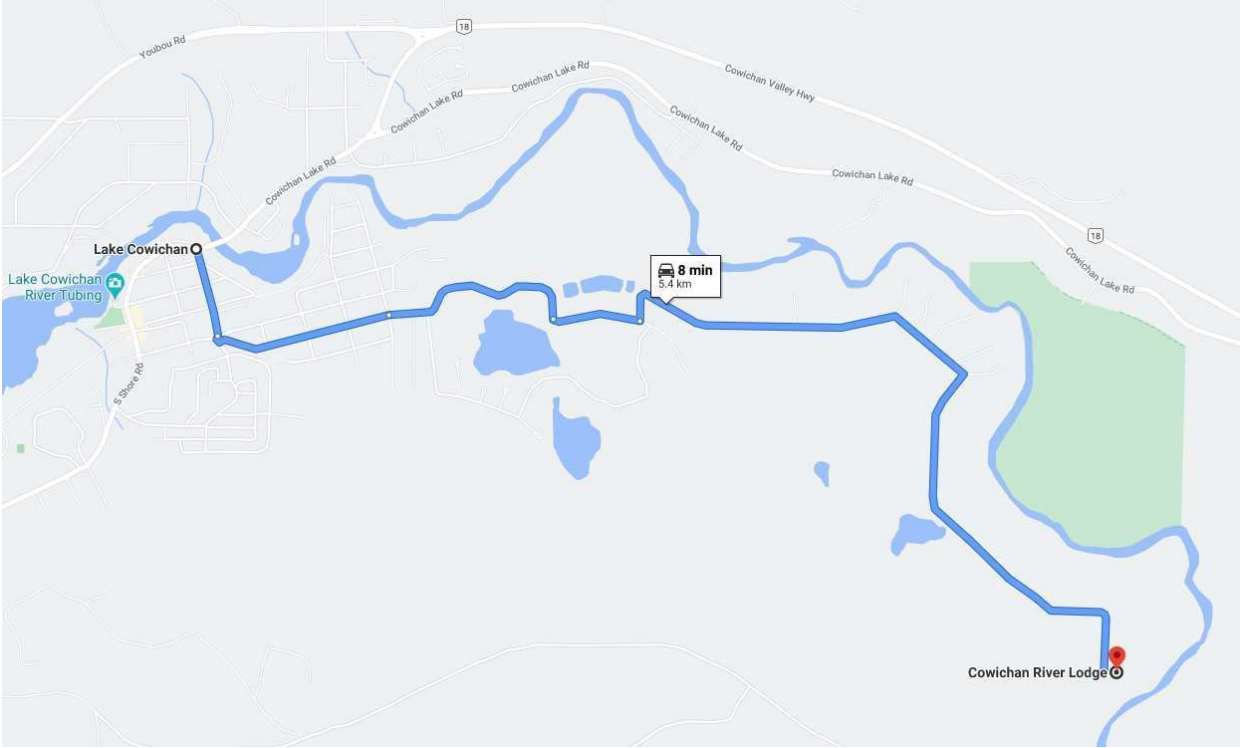 18
Youbou Rd
Cowichan Lake Rd
Cowichan Valley Hwy
Cowichan Lake Rd
Cowichan Lake Rd
Cowichan Lake Rd
Cowichan Lake Rd
18
Lake Cowichan
Cowichan Lake Rd
8 min
5.4 km
Lake Cowichan
River Tubing
S Shore Rd
Cowichan River Lodge